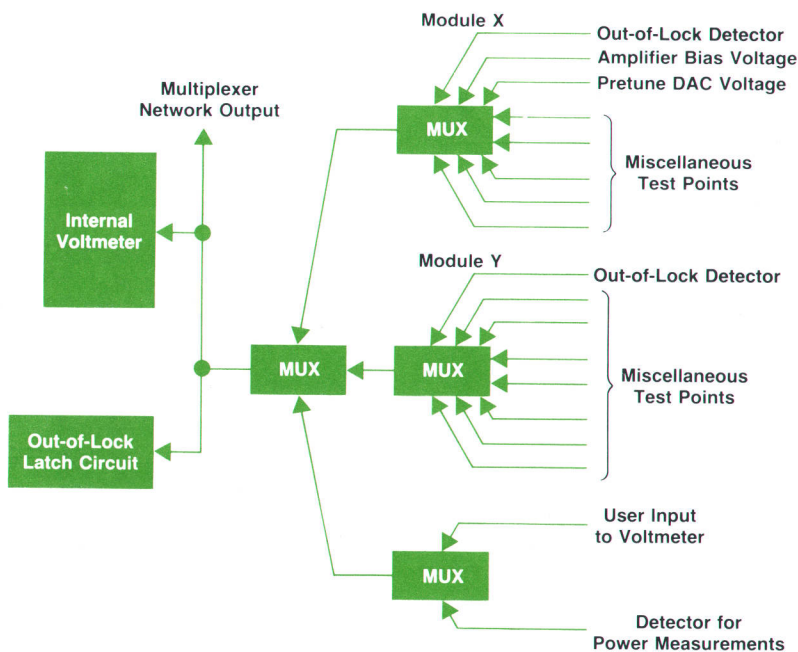 Module X
Out-of-Lock Detector
Amplifier Bias Voltage
Pretune DAC Voltage
Multiplexer
Network Output
MUX
Miscellaneous
Test Points
Internal
Voltmeter
Module Y
Out-of-Lock Detector
MUX
MUX
Miscellaneous
Test Points
Out-of-Lock
Latch Circuit
User Input
to Voltmeter
MUX
Detector for
Power Measurements